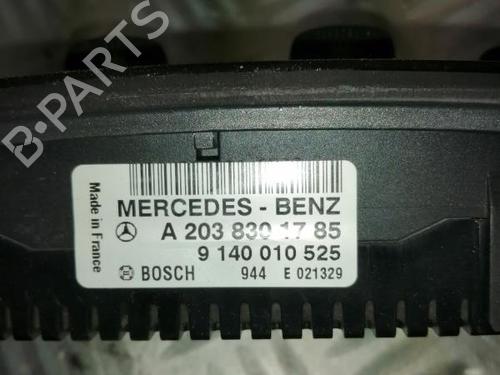 B-PARTS
Made in France
MERCEDES - BENZ
A 203 830 17 85
9 140 010 525
BOSCH 944 E 021329